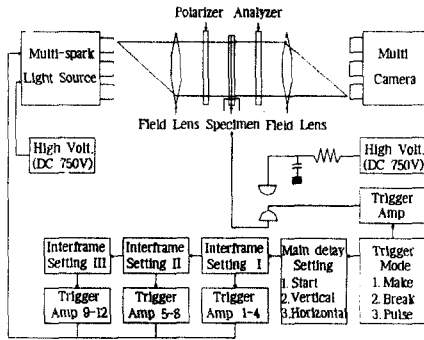 Polarizer Analyzer
Multi-spark
Light Source
Multi
Camera
Field Lens Specimen Field Lens
High Volt.
(DC 750V)
High Volt.
(DC 750V)
Trigger
Amp
Interframe
Setting III
Interframe
Setting II
Interframe
Setting I
Main delay
Setting
1. Start
2. Vertical
3. Horizontal
Trigger
Mode
1. Make
2. Break
3. Pulse
Trigger
Amp 9-12
Trigger
Amp 5-8
Trigger
Amp 1-4